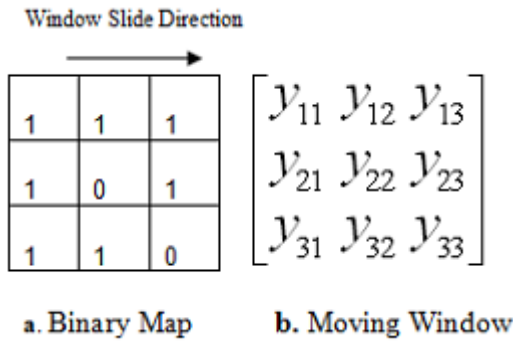 Window Slide Direction
1 1 1
1 0 1
1 1 0
y11 y12 y13
y21 y22 y23
y31 y32 y33
a. Binary Map
b. Moving Window